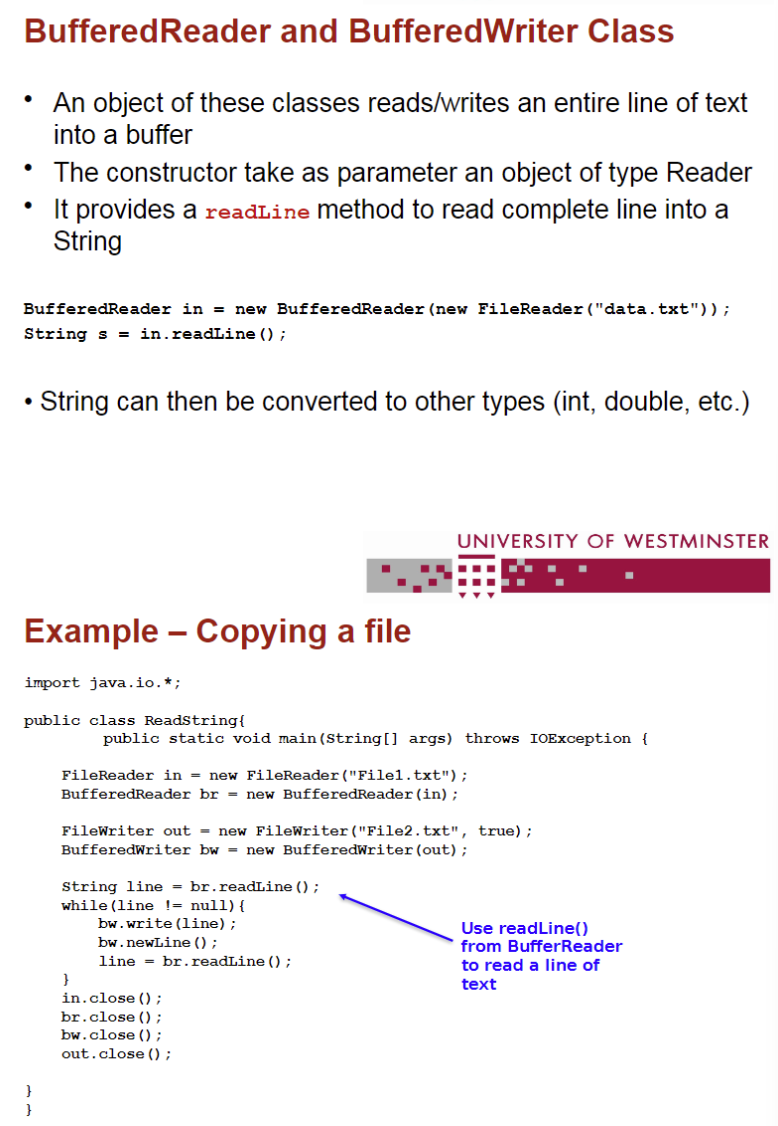 BufferedReader and BufferedWriter Class
• An object of these classes reads/writes an entire line of text
into a buffer
• The constructor take as parameter an object of type Reader
• It provides a readLine method to read complete line into a
String
BufferedReader in = new BufferedReader(new FileReader("data.txt"));
String s = in.readLine();
• String can then be converted to other types (int, double, etc.)
UNIVERSITY OF WESTMINSTER
Example – Copying a file
import java.io.*;
public class ReadString{
public static void main(String[] args) throws IOException {
FileReader in = new FileReader("File1.txt");
BufferedReader br = new BufferedReader(in);
FileWriter out = new FileWriter("File2.txt", true);
BufferedWriter bw = new BufferedWriter(out);
String line = br.readLine();
while(line != null){
bw.write(line);
bw.newLine();
line = br.readLine();
}
in.close();
br.close();
bw.close();
out.close();
}
}
Use readLine()
from BufferReader
to read a line of
text